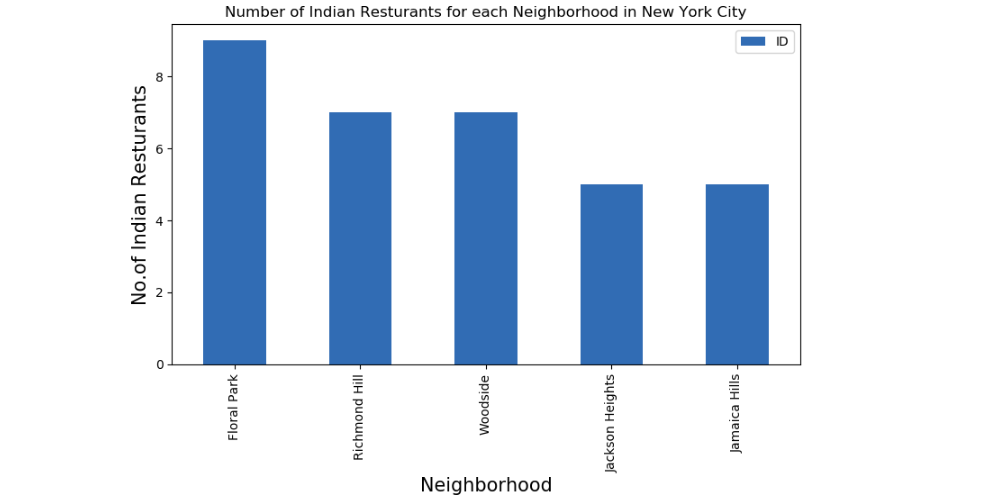 Number of Indian Resturants for each Neighborhood in New York City
ID
No.of Indian Resturants
8
6
4
2
0
Floral Park
Richmond Hill
Woodside
Jackson Heights
Jamaica Hills
Neighborhood